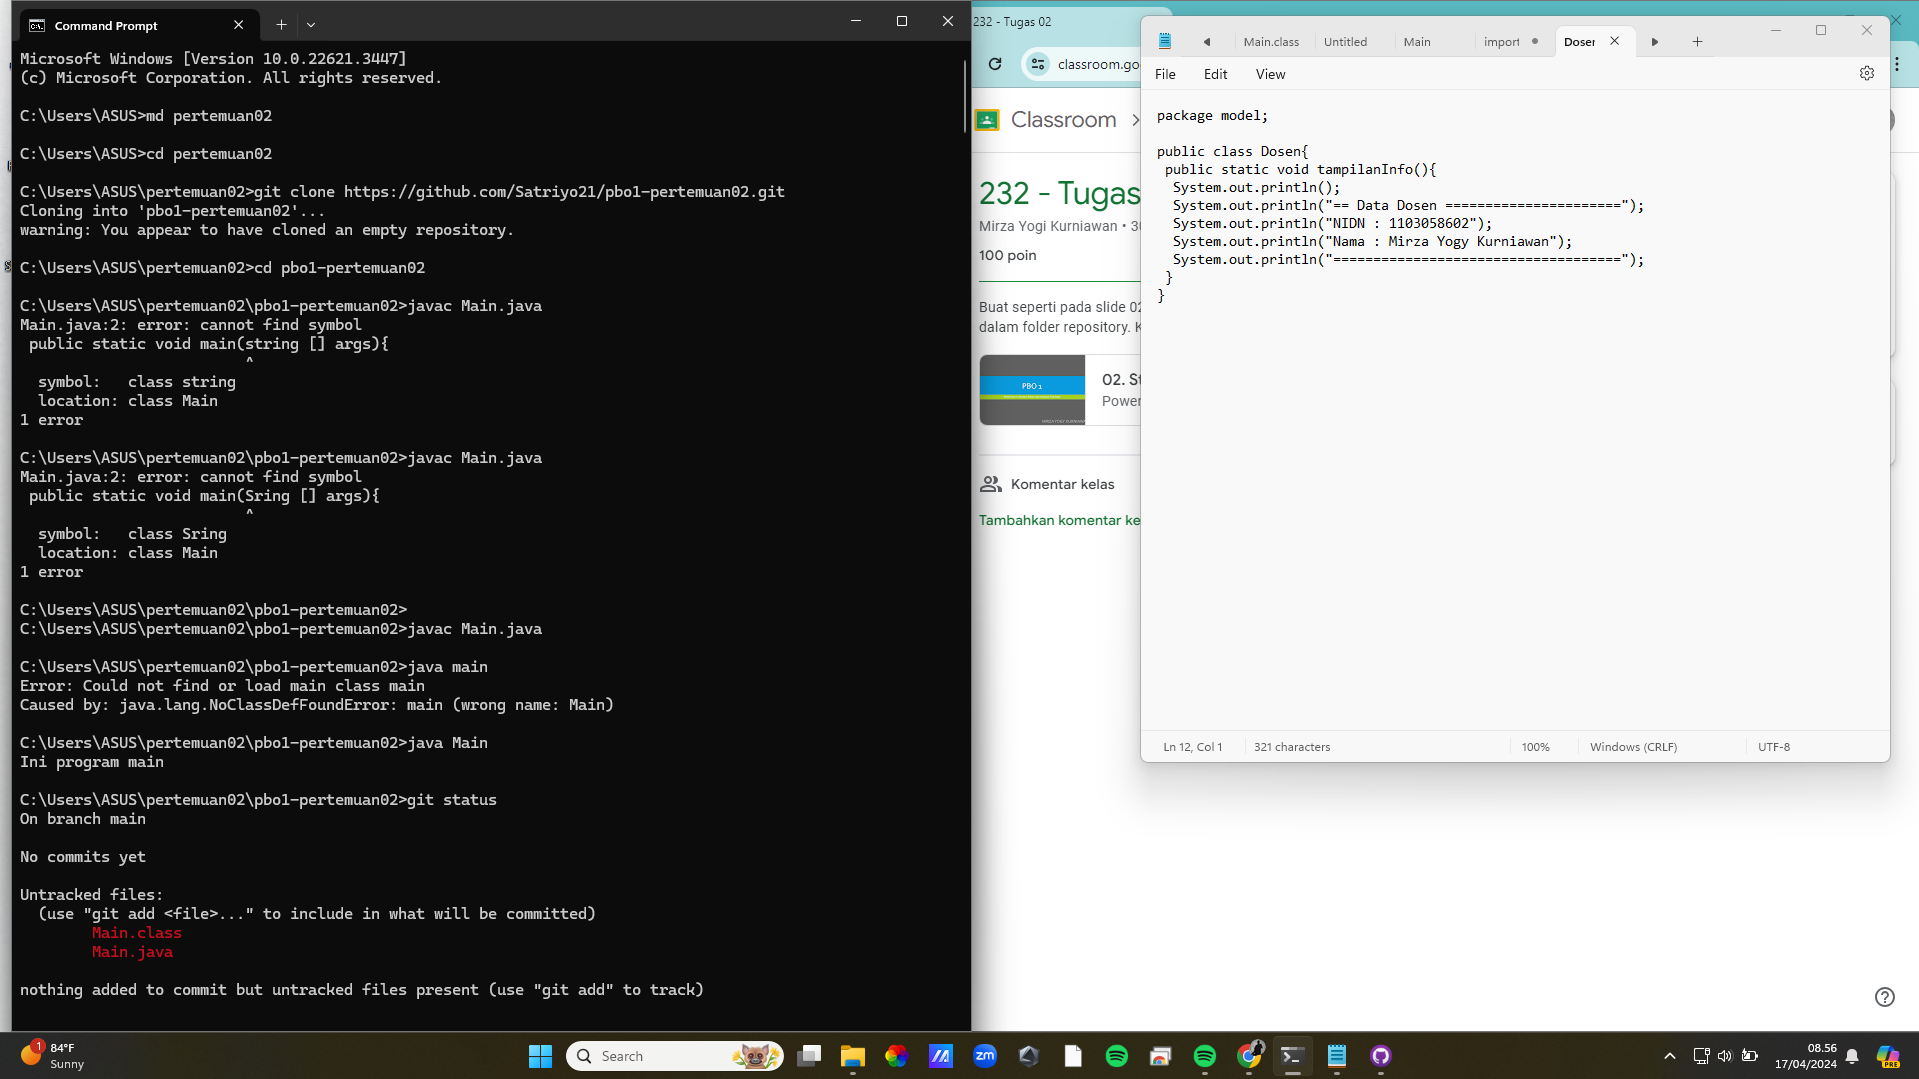 Command Prompt
Microsoft Windows [Version 10.0.22621.3447]
(c) Microsoft Corporation. All rights reserved.
C:\Users\ASUS>md pertemuan02
C:\Users\ASUS>cd pertemuan02
C:\Users\ASUS\pertemuan02>git clone https://github.com/Satriyo21/pbo1-pertemuan02.git
Cloning into 'pbo1-pertemuan02'...
warning: You appear to have cloned an empty repository.
C:\Users\ASUS\pertemuan02>cd pbo1-pertemuan02
C:\Users\ASUS\pertemuan02\pbo1-pertemuan02>javac Main.java
Main.java:2: error: cannot find symbol
 public static void main(string [] args){
                         ^
  symbol:   class string
  location: class Main
1 error
C:\Users\ASUS\pertemuan02\pbo1-pertemuan02>javac Main.java
Main.java:2: error: cannot find symbol
 public static void main(Sring [] args){
                         ^
  symbol:   class Sring
  location: class Main
1 error
C:\Users\ASUS\pertemuan02\pbo1-pertemuan02>
C:\Users\ASUS\pertemuan02\pbo1-pertemuan02>javac Main.java
C:\Users\ASUS\pertemuan02\pbo1-pertemuan02>java main
Error: Could not find or load main class main
Caused by: java.lang.NoClassDefFoundError: main (wrong name: Main)
C:\Users\ASUS\pertemuan02\pbo1-pertemuan02>java Main
Ini program main
C:\Users\ASUS\pertemuan02\pbo1-pertemuan02>git status
On branch main
No commits yet
Untracked files:
  (use "git add <file>..." to include in what will be committed)
        Main.class
        Main.java
nothing added to commit but untracked files present (use "git add" to track)
232 - Tugas 02
classroom.go
Classroom
232 - Tugas
Mirza Yogi Kurniawan • 30
100 poin
Buat seperti pada slide 02
dalam folder repository. K
PBO 1
02. St
Power
Komentar kelas
Tambahkan komentar ke
Main.class
Untitled
Main
import
Doser
File
Edit
View
package model;
public class Dosen{
 public static void tampilanInfo(){
  System.out.println();
  System.out.println("== Data Dosen ======================");
  System.out.println("NIDN : 1103058602");
  System.out.println("Nama : Mirza Yogy Kurniawan");
  System.out.println("====================================");
 }
}
Ln 12, Col 1
321 characters
100%
Windows (CRLF)
UTF-8
1
84°F
Sunny
Search
zm
08.56
17/04/2024
PRE